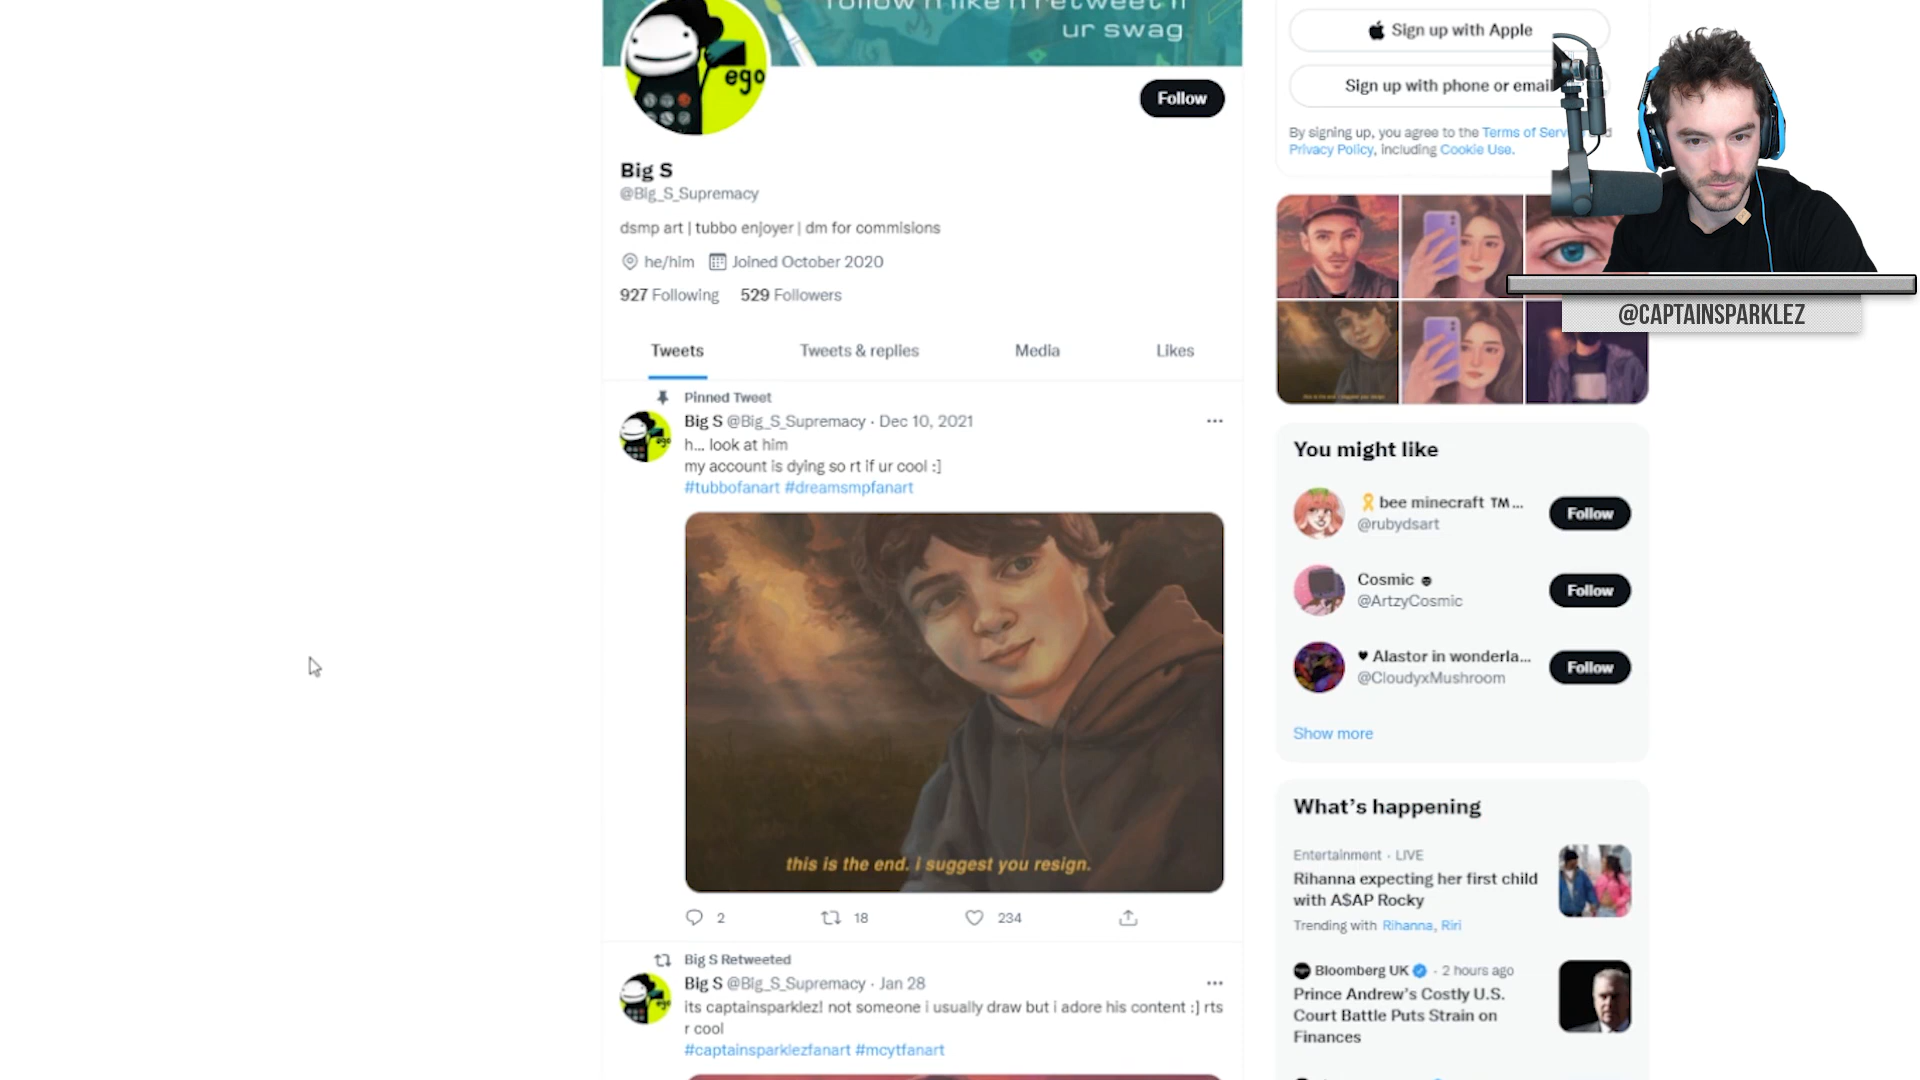 follow n like n retweet n
ur swag
ego
Follow
Big S
@Big_S_Supremacy
dsmp art | tubbo enjoyer | dm for commisions
he/him Joined October 2020
927 Following 529 Followers
Tweets Tweets & replies Media Likes
Pinned Tweet
Big S @Big_S_Supremacy · Dec 10, 2021
h... look at him
my account is dying so rt if ur cool :]
#tubbofanart #dreamsmpfanart
this is the end. i suggest you resign.
2 18 234
Big S Retweeted
Big S @Big_S_Supremacy · Jan 28
its captainsparklez! not someone i usually draw but i adore his content :] rts
r cool
#captainsparklezfanart #mcytfanart
Sign up with Apple
Sign up with phone or email
By signing up, you agree to the Terms of Serv
Privacy Policy, including Cookie Use.
@CAPTAINSPARKLEZ
You might like
bee minecraft TM ...
@rubydsart
Follow
Cosmic
@ArtzyCosmic
Follow
Alastor in wonderla...
@CloudyxMushroom
Follow
Show more
What's happening
Entertainment · LIVE
Rihanna expecting her first child
with A$AP Rocky
Trending with Rihanna, Riri
Bloomberg UK · 2 hours ago
Prince Andrew's Costly U.S.
Court Battle Puts Strain on
Finances